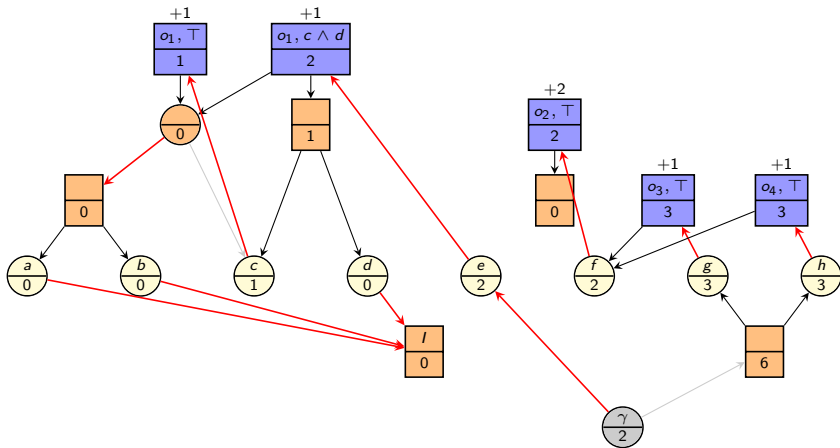 +1 +1
o₁, ⊤ o₁, c ∧ d
1 2
+2
0 1 o₂, ⊤
2
+1 +1
0 0 o₃, ⊤ o₄, ⊤
3 3
a b c d e f g h
0 0 1 0 2 2 3 3
I
0 6
γ
2